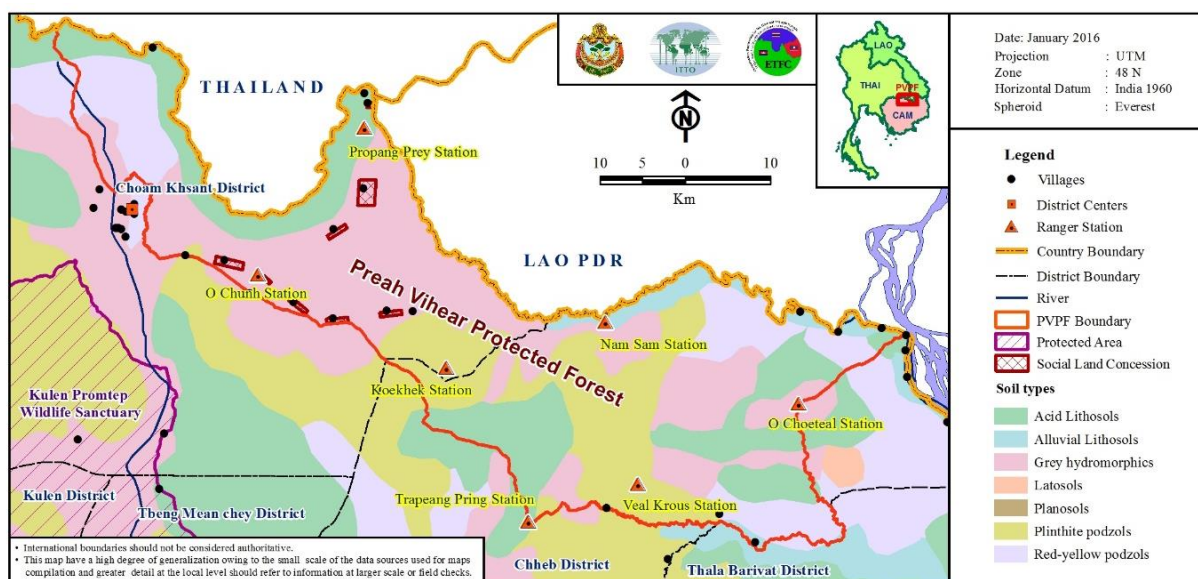 THAILAND
LAO PDR
Propang Prey Station
Choam Khsant District
O Chunh Station
Preah Vihear Protected Forest
Nam Sam Station
Koekhek Station
Kulen Promtep
Wildlife Sanctuary
O Choeteal Station
Trapeang Pring Station
Veal Krous Station
Kulen District
Tbeng Mean chey District
Chheb District
Thala Barivat District
• International boundaries should not be considered authoritative.
• This map have a high degree of generalization owing to the small scale of the data sources used for maps
compilation and greater detail at the local level should refer to information at larger scale or field checks.
ITTO
ETFC
N
10 5 0 10
Km
LAO
THAI
PVPF
CAM
Date: January 2016
Projection : UTM
Zone : 48 N
Horizontal Datum : India 1960
Spheroid : Everest
Legend
Villages
District Centers
Ranger Station
Country Boundary
District Boundary
River
PVPF Boundary
Protected Area
Social Land Concession
Soil types
Acid Lithosols
Alluvial Lithosols
Grey hydromorphics
Latosols
Planosols
Plinthite podzols
Red-yellow podzols